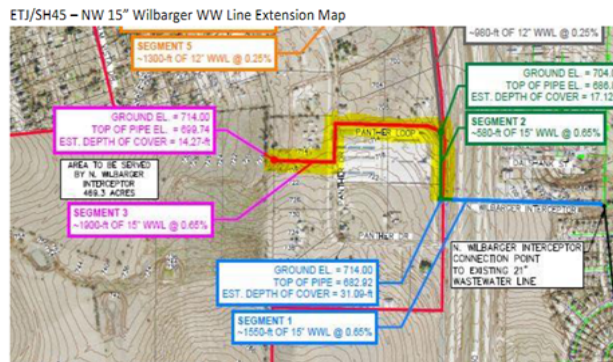 ETJ/SH45 – NW 15” Wilbarger WW Line Extension Map
SEGMENT 5
~1300-ft OF 12" WWL @ 0.25%
~980-ft OF 12" WWL @ 0.25%
GROUND EL. = 704.
TOP OF PIPE EL. = 686.
EST. DEPTH OF COVER = 17.12
GROUND EL. = 714.00
TOP OF PIPE EL. = 699.74
EST. DEPTH OF COVER = 14.27-ft
PANTHER LOOP
SEGMENT 2
~580-ft OF 15" WWL @ 0.65%
AREA TO BE SERVED
BY N. WILBARGER
INTERCEPTOR
469.3 ACRES
SEGMENT 3
~1900-ft OF 15" WWL @ 0.65%
N. WILBARGER INTERCEPTOR
PANTHER DR
GROUND EL. = 714.00
TOP OF PIPE = 682.92
EST. DEPTH OF COVER = 31.09-ft
N. WILBARGER INTERCEPTOR
CONNECTION POINT
TO EXISTING 21"
WASTEWATER LINE
SEGMENT 1
~1550-ft OF 15" WWL @ 0.65%